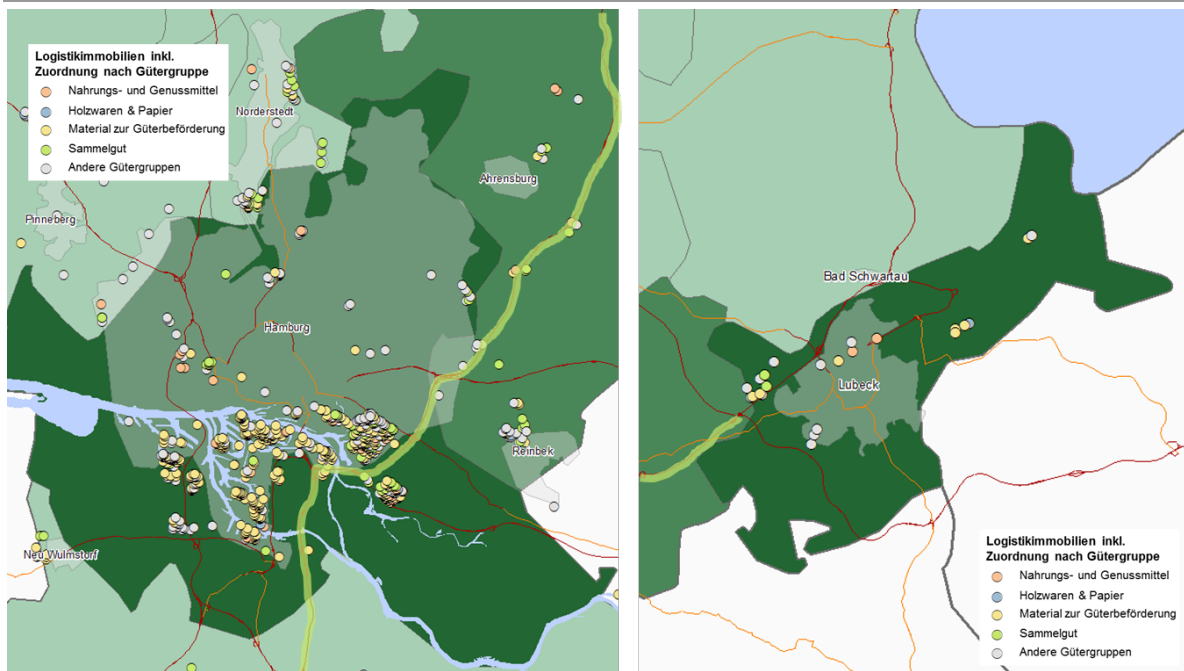 Logistikimmobilien inkl.
Zuordnung nach Gütergruppe
Nahrungs- und Genussmittel
Holzwaren & Papier
Material zur Güterbeförderung
Sammelgut
Andere Gütergruppen
Norderstedt
Ahrensburg
Pinneberg
Hamburg
Reinbek
Neu Wulmstorf
Bad Schwartau
Lübeck
Logistikimmobilien inkl.
Zuordnung nach Gütergruppe
Nahrungs- und Genussmittel
Holzwaren & Papier
Material zur Güterbeförderung
Sammelgut
Andere Gütergruppen